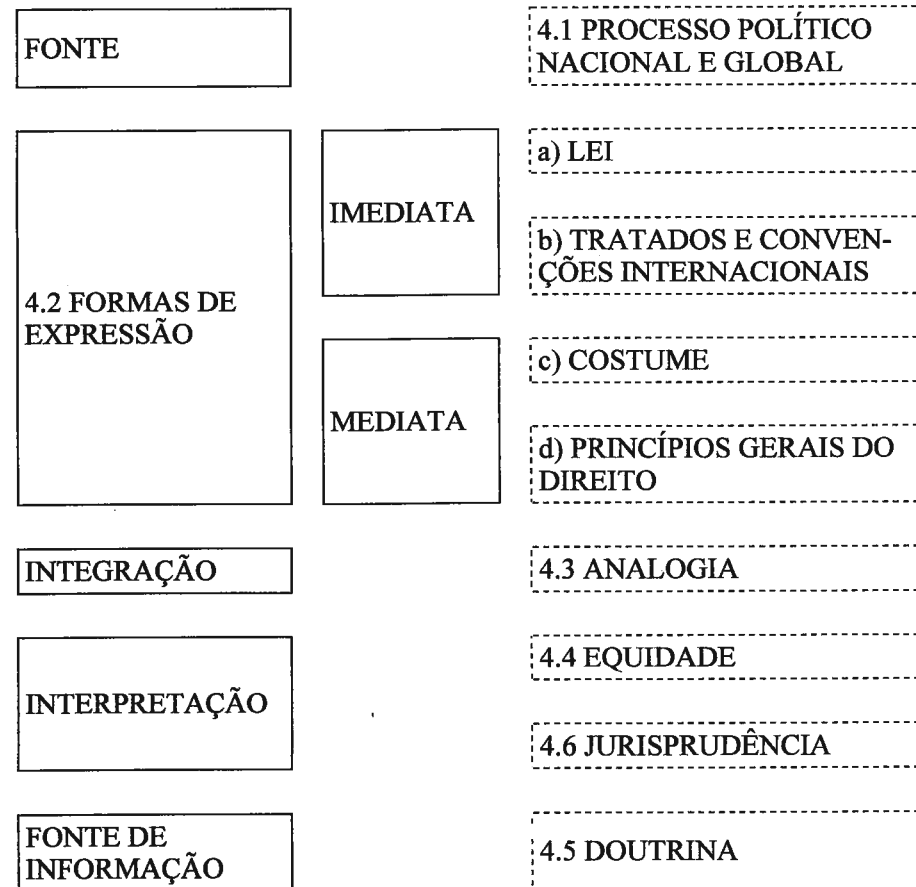 FONTE
4.1 PROCESSO POLÍTICO
NACIONAL E GLOBAL
4.2 FORMAS DE
EXPRESSÃO
IMEDIATA
a) LEI
b) TRATADOS E CONVEN-
ÇÕES INTERNACIONAIS
MEDIATA
c) COSTUME
d) PRINCÍPIOS GERAIS DO
DIREITO
INTEGRAÇÃO
4.3 ANALOGIA
INTERPRETAÇÃO
4.4 EQUIDADE
4.6 JURISPRUDÊNCIA
FONTE DE
INFORMAÇÃO
4.5 DOUTRINA